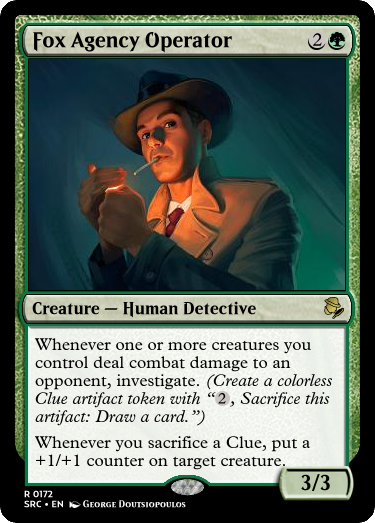 Fox Agency Operator 2
Creature — Human Detective
Whenever one or more creatures you
control deal combat damage to an
opponent, investigate. (Create a colorless
Clue artifact token with “2, Sacrifice this
artifact: Draw a card.”)
Whenever you sacrifice a Clue, put a
+1/+1 counter on target creature.
3/3
R 0172
SRC • EN George Doutsiopoulos